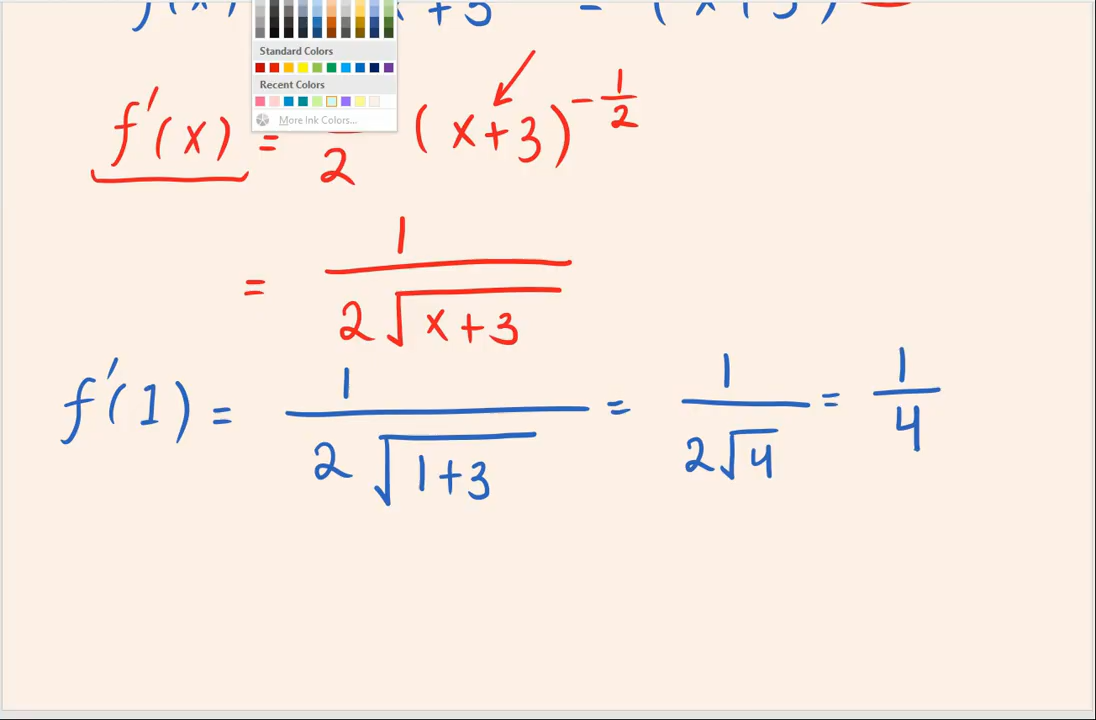 Standard Colors
Recent Colors
More Ink Colors...
f'(x) = 2 (x+3)^{-1/2}
= 1 / (2√(x+3))
f'(1) = 1 / (2√(1+3)) = 1 / (2√4) = 1/4